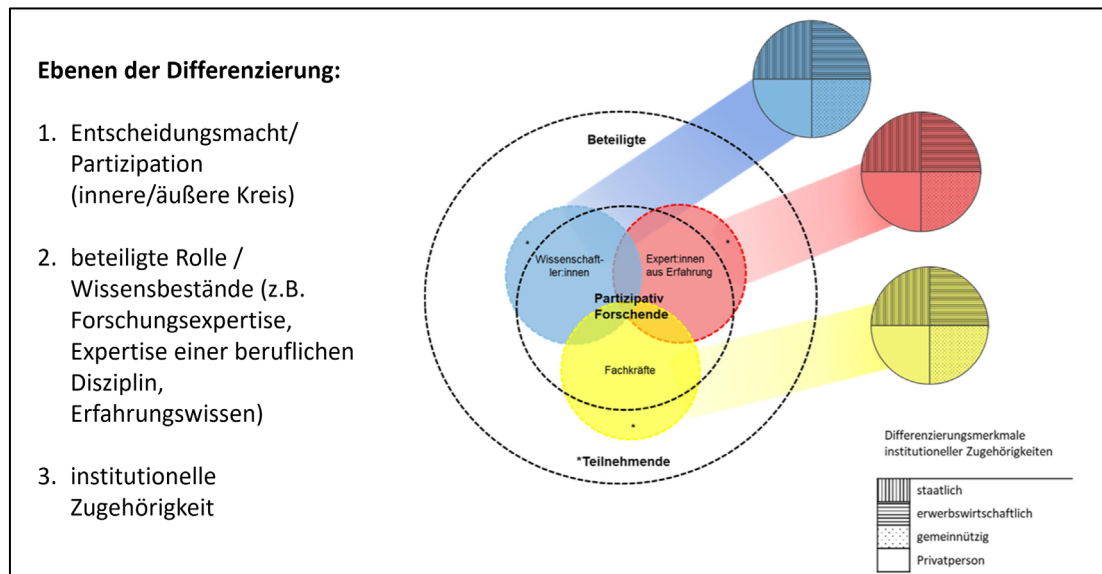 Ebenen der Differenzierung:
1. Entscheidungsmacht/
Partizipation
(innere/äußere Kreis)
2. beteiligte Rolle /
Wissensbestände (z.B.
Forschungsexpertise,
Expertise einer beruflichen
Disziplin,
Erfahrungswissen)
3. institutionelle
Zugehörigkeit
Beteiligte
*
Wissenschaft-
ler:innen
*
Expert:innen
aus Erfahrung
Partizipativ
Forschende
Fachkräfte
*
*Teilnehmende
Differenzierungsmerkmale
institutioneller Zugehörigkeiten
staatlich
erwerbswirtschaftlich
gemeinnützig
Privatperson